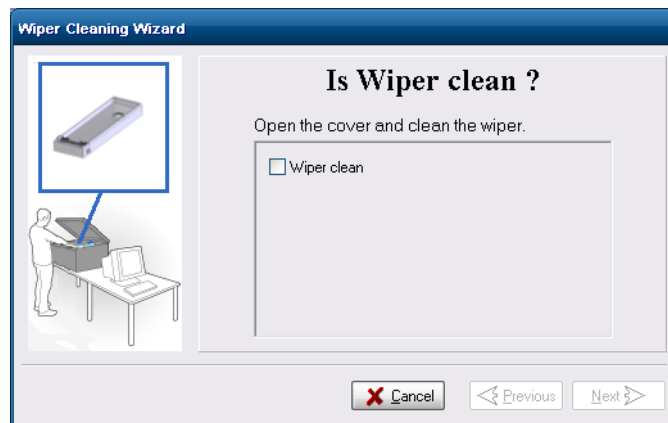 Wiper Cleaning Wizard
Is Wiper clean ?
Open the cover and clean the wiper.
Wiper clean
Cancel
Previous
Next